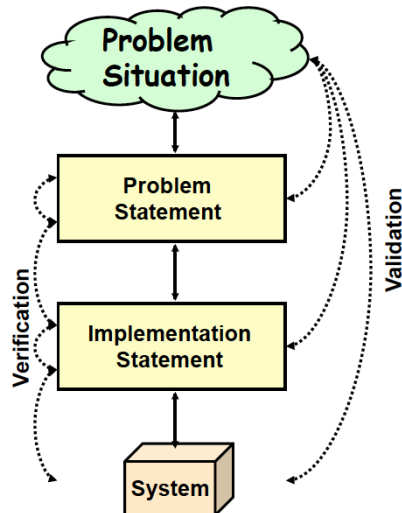 Problem
Situation
Problem
Statement
Implementation
Statement
System
Verification
Validation